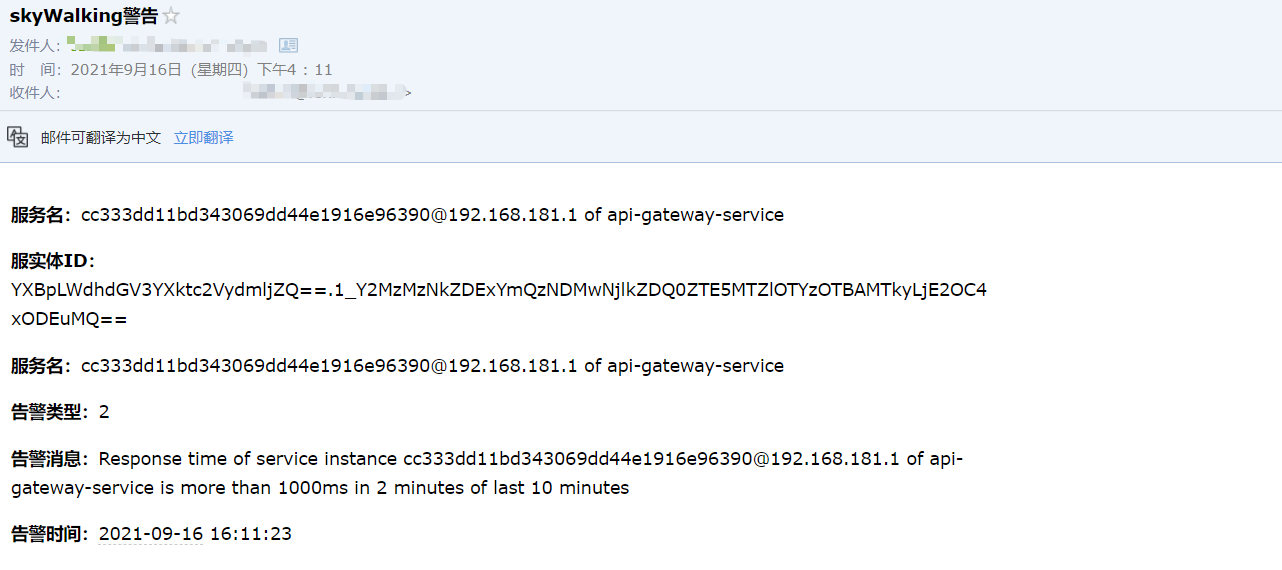 skyWalking警告
发件人：
时 间：2021年9月16日（星期四）下午4：11
收件人： >
邮件可翻译为中文 立即翻译
服务名：cc333dd11bd343069dd44e1916e96390@192.168.181.1 of api-gateway-service
服实体ID：
YXBpLWdhdGV3YXktc2VydmljZQ==.1_Y2MzMzNkZDExYmQzNDMwNjlkZDQ0ZTE5MTZlOTYzOTBAMTkyLjE2OC4
xODEuMQ==
服务名：cc333dd11bd343069dd44e1916e96390@192.168.181.1 of api-gateway-service
告警类型：2
告警消息：Response time of service instance cc333dd11bd343069dd44e1916e96390@192.168.181.1 of api-
gateway-service is more than 1000ms in 2 minutes of last 10 minutes
告警时间：2021-09-16 16:11:23